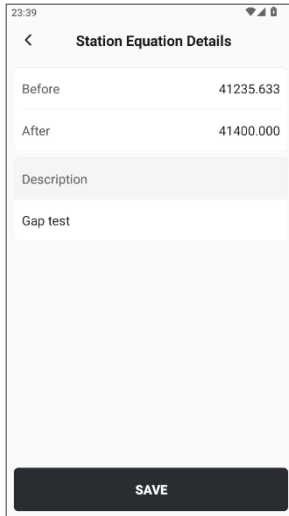 23:39
Station Equation Details
Before 41235.633
After 41400.000
Description
Gap test
SAVE